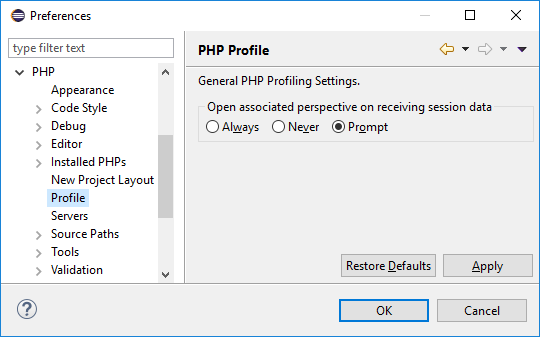 Preferences
type filter text
PHP
Appearance
Code Style
Debug
Editor
Installed PHPs
New Project Layout
Profile
Servers
Source Paths
Tools
Validation
PHP Profile
General PHP Profiling Settings.
Open associated perspective on receiving session data
Always Never Prompt
Restore Defaults Apply
OK Cancel